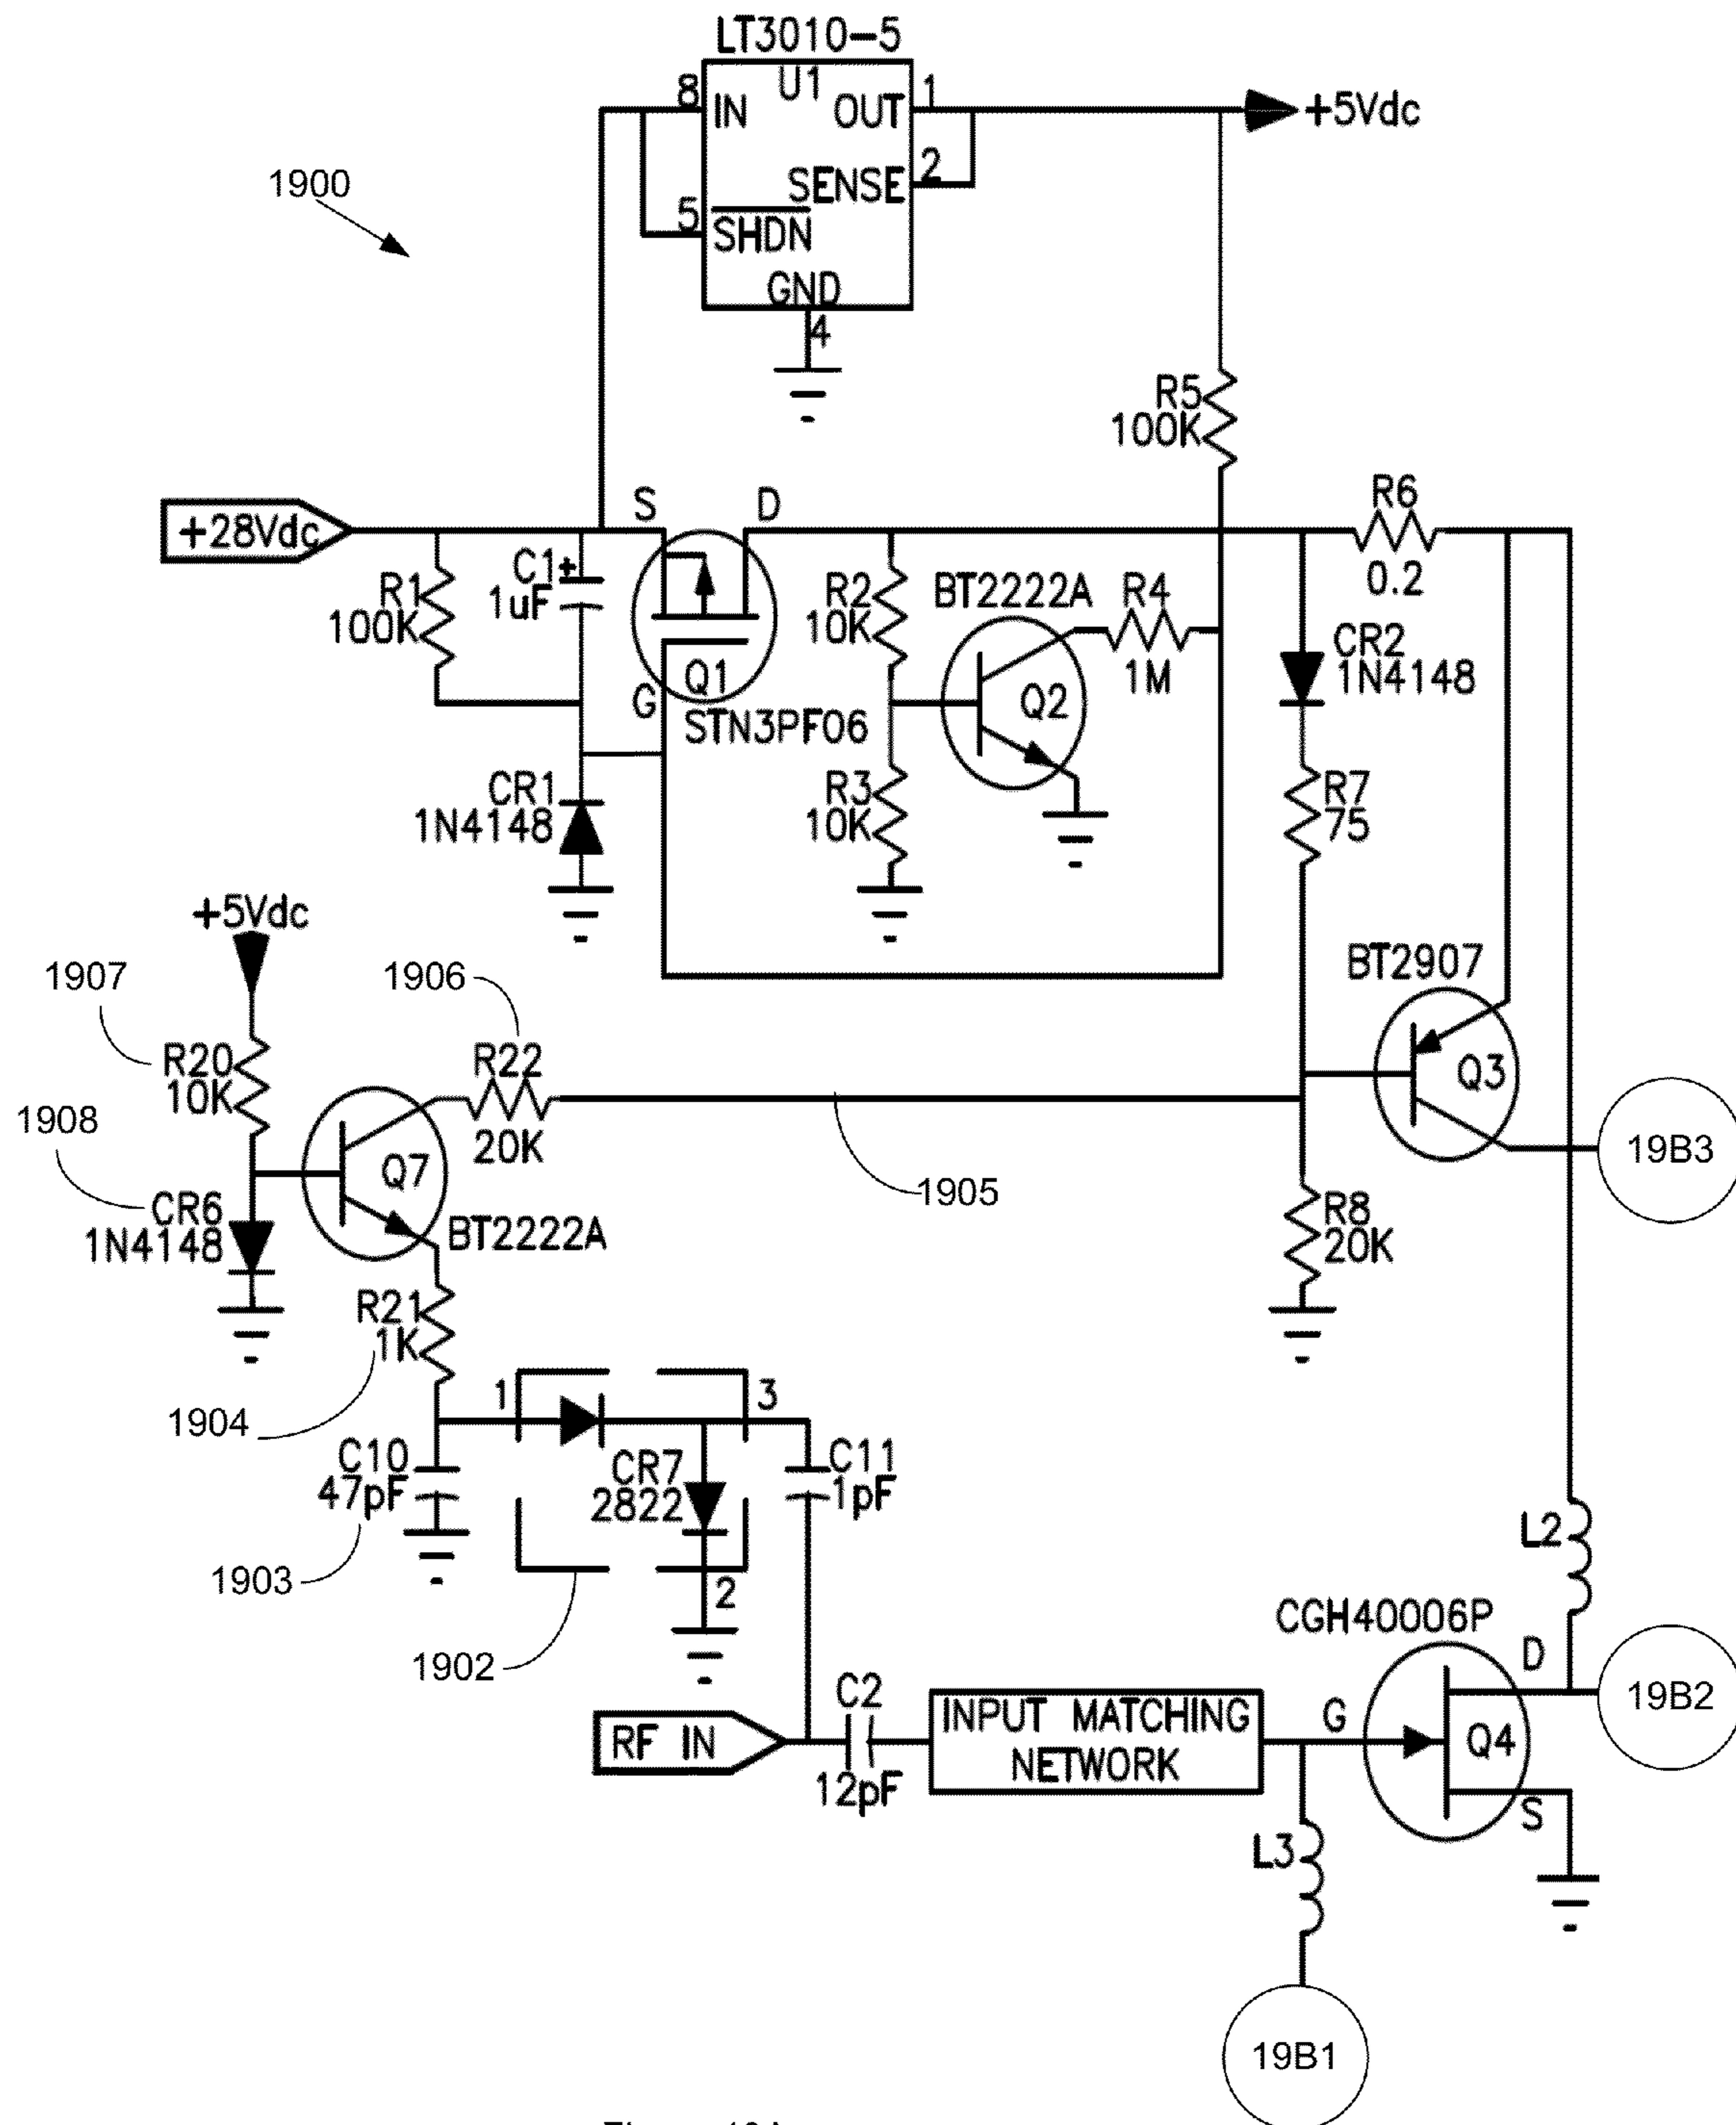 LT3010-5
U1
8
IN
OUT
1
+5Vdc
SENSE
2
5
SHDN
GND
4
1900
R5
100K
+28Vdc
S
D
R6
0.2
C1
+
1uF
R1
100K
R2
10K
BT2222A
R4
1M
CR2
1N4148
Q1
G
STN3PF06
Q2
CR1
1N4148
R3
10K
R7
75
+5Vdc
BT2907
1907
1906
R20
10K
R22
20K
Q3
1908
Q7
19B3
1905
CR6
1N4148
BT2222A
R8
20K
R21
1K
1904
1
3
C10
47pF
CR7
2822
C11
1pF
1903
2
1902
L2
CGH40006P
D
C2
12pF
RF IN
INPUT MATCHING
NETWORK
G
Q4
19B2
S
L3
19B1